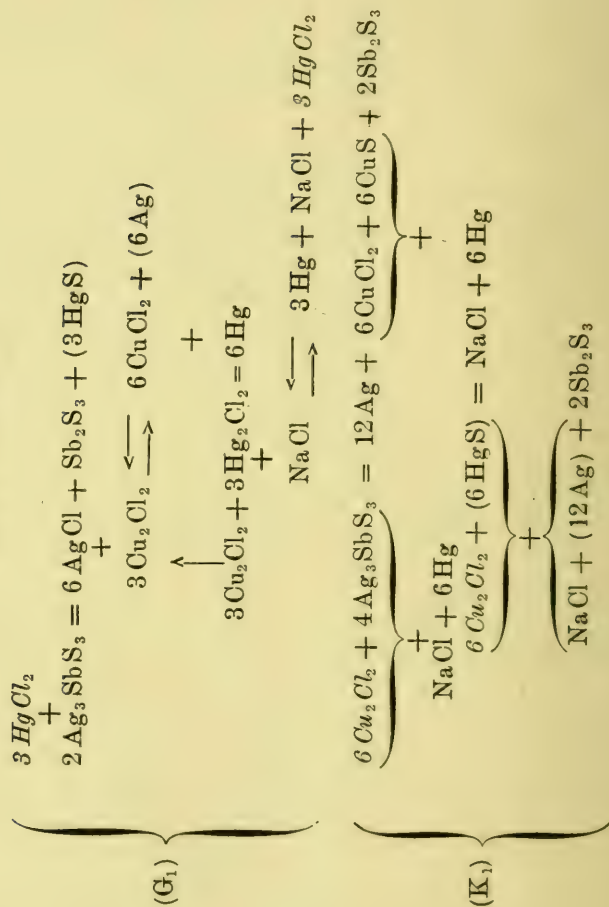 (G₁)
3 HgCl₂
+
2 Ag₃SbS₃ = 6 AgCl + Sb₂S₃ + (3 HgS)
+
3 Cu₂Cl₂ ⇄ 6 CuCl₂ + (6 Ag)
↑ +
3 Cu₂Cl₂ + 3 Hg₂Cl₂ = 6 Hg
+
NaCl ⇄ 3 Hg + NaCl + 3 HgCl₂
(K₁)
6 Cu₂Cl₂ + 4 Ag₃SbS₃ = 12 Ag + 6 CuCl₂ + 6 CuS + 2 Sb₂S₃
+ +
NaCl + 6 Hg
6 Cu₂Cl₂ + (6 HgS) = NaCl + 6 Hg
+
NaCl + (12 Ag) + 2 Sb₂S₃